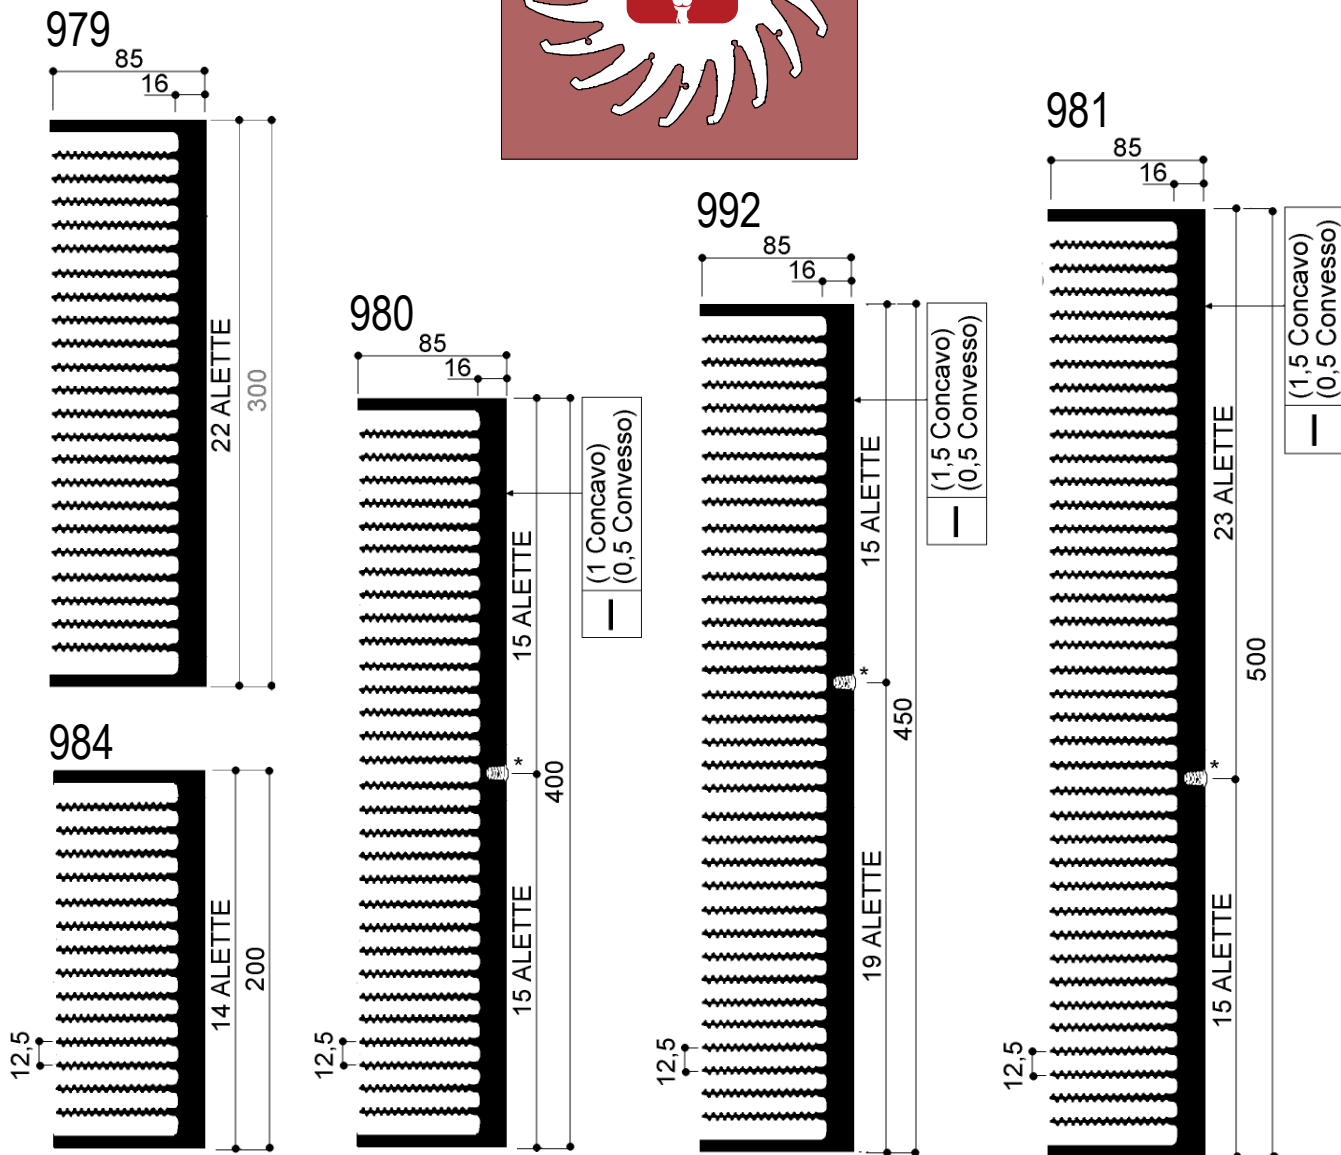 979
85
16
22 ALETTE
300
984
14 ALETTE
200
12,5
980
85
16
(1 Concavo)
(0,5 Convesso)
15 ALETTE
*
400
15 ALETTE
12,5
992
85
16
(1,5 Concavo)
(0,5 Convesso)
15 ALETTE
*
450
19 ALETTE
12,5
981
85
16
(1,5 Concavo)
(0,5 Convesso)
23 ALETTE
500
*
15 ALETTE
12,5